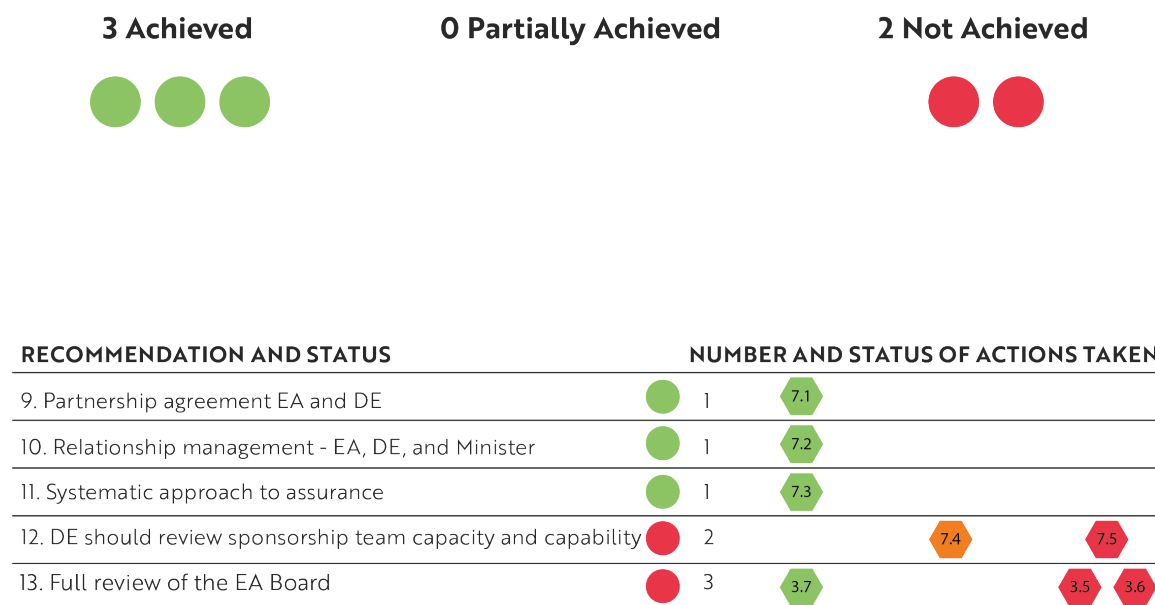 3 Achieved 0 Partially Achieved 2 Not Achieved
RECOMMENDATION AND STATUS NUMBER AND STATUS OF ACTIONS TAKEN
9. Partnership agreement EA and DE 1 7.1
10. Relationship management - EA, DE, and Minister 1 7.2
11. Systematic approach to assurance 1 7.3
12. DE should review sponsorship team capacity and capability 2 7.4 7.5
13. Full review of the EA Board 3 3.7 3.5 3.6